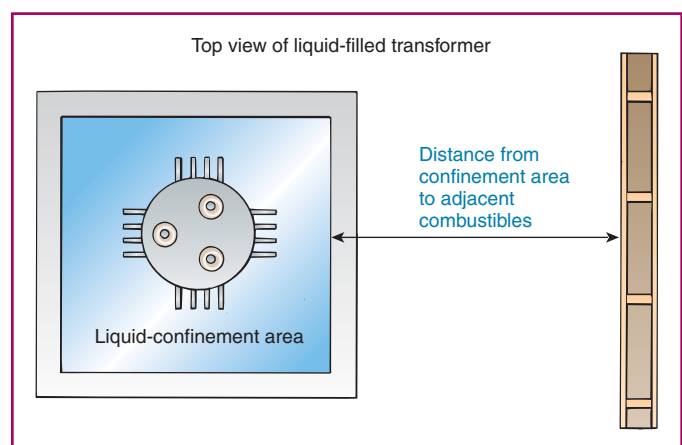 Top view of liquid-filled transformer
Distance from
confinement area
to adjacent
combustibles
Liquid-confinement area